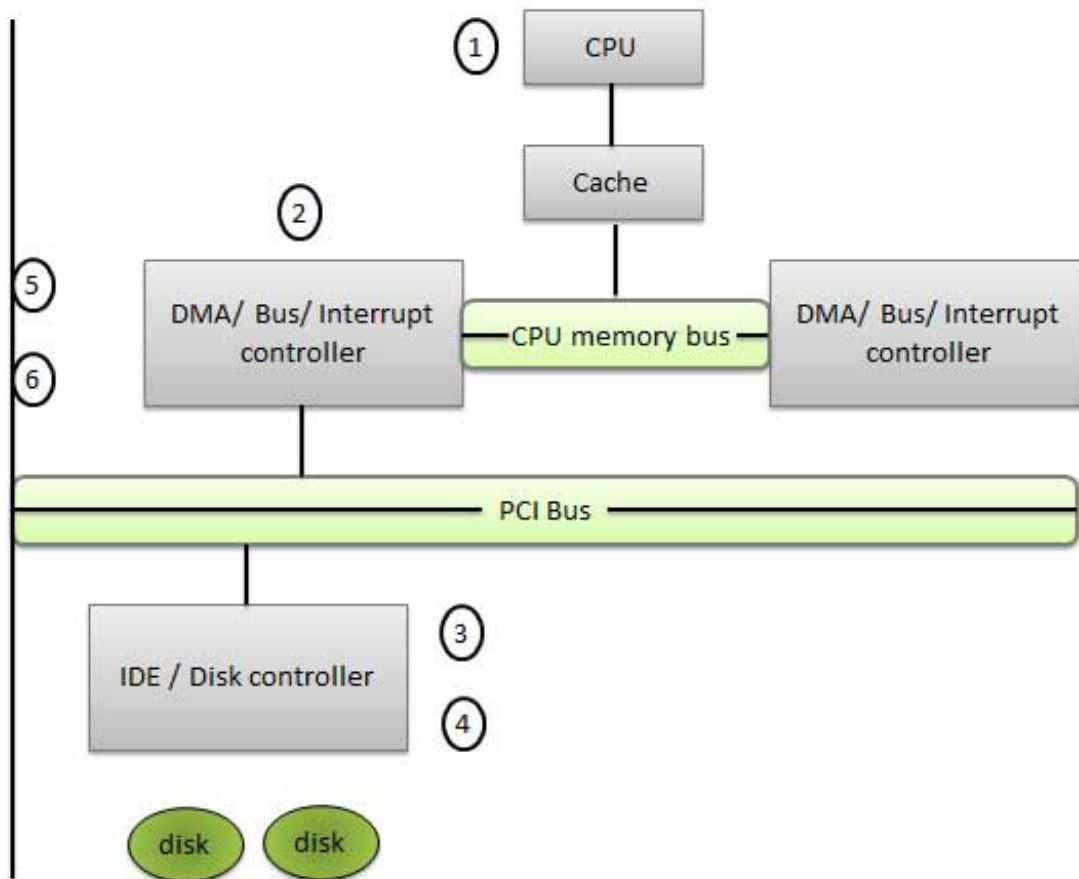 1
CPU
Cache
2
5
DMA/ Bus/ Interrupt
controller
CPU memory bus
DMA/ Bus/ Interrupt
controller
6
PCI Bus
IDE / Disk controller
3
4
disk
disk